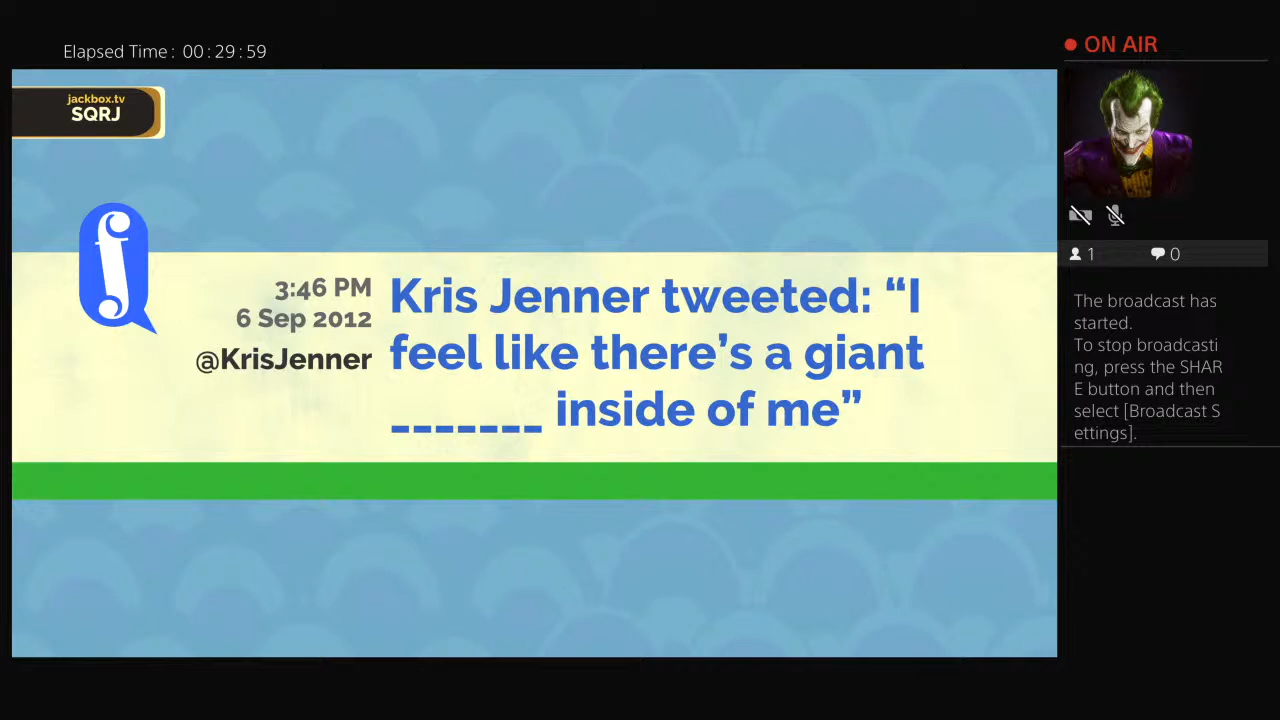 Elapsed Time: 00:29:59
ON AIR
jackbox.tv
SQRJ
3:46 PM
6 Sep 2012
@KrisJenner
Kris Jenner tweeted: “I
feel like there’s a giant
_______ inside of me”
1
0
The broadcast has
started.
To stop broadcasti
ng, press the SHAR
E button and then
select [Broadcast S
ettings].